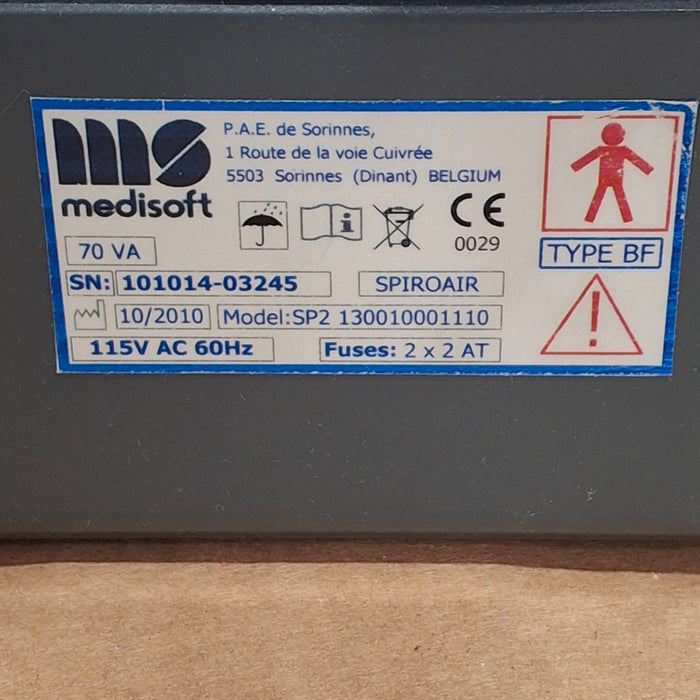 ms
medisoft
P.A.E. de Sorinnes,
1 Route de la voie Cuivrée
5503 Sorinnes (Dinant) BELGIUM
i
CE
0029
70 VA
TYPE BF
SN: 101014-03245
SPIROAIR
10/2010
Model:SP2 130010001110
115V AC 60Hz
Fuses: 2 x 2 AT
!